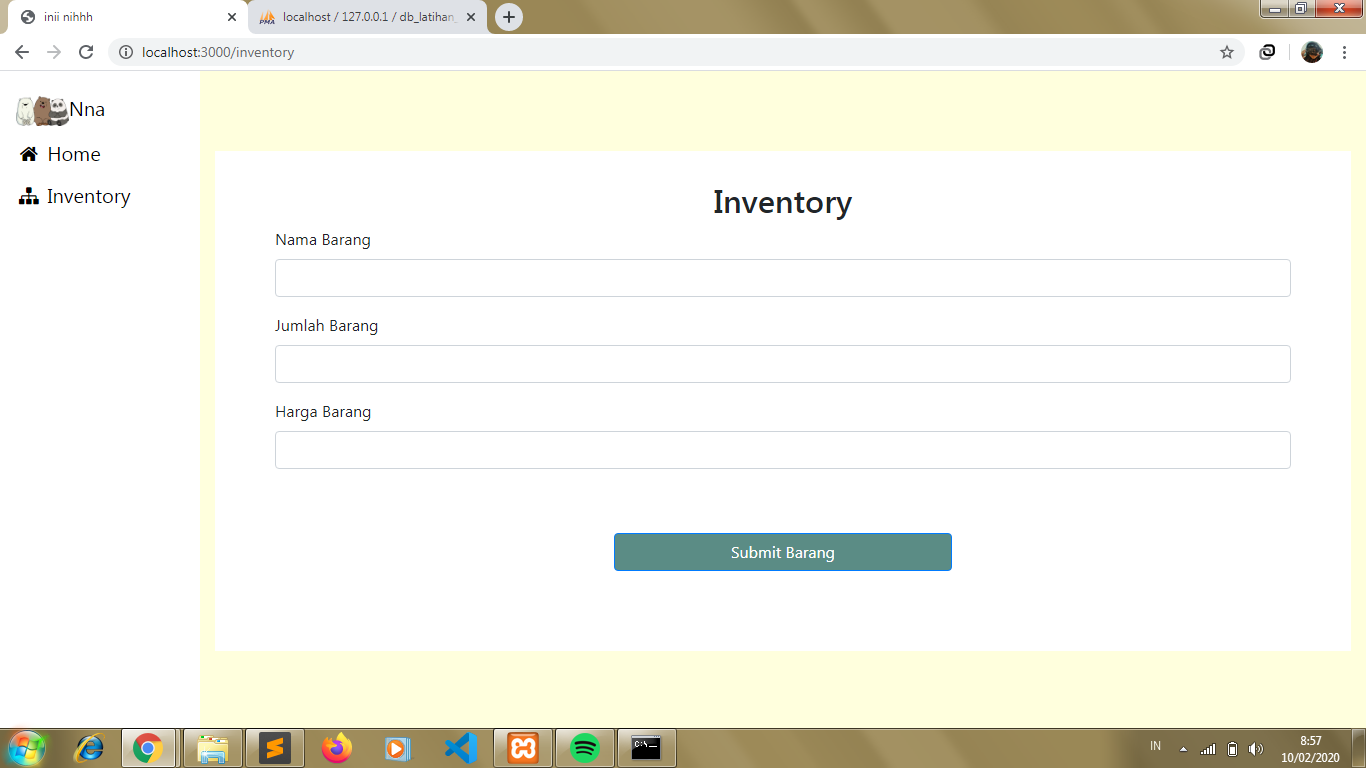 inii nihhh
localhost / 127.0.0.1 / db_latihan_
localhost:3000/inventory
Nna
Home
Inventory
Inventory
Nama Barang
Jumlah Barang
Harga Barang
Submit Barang
IN
8:57
10/02/2020